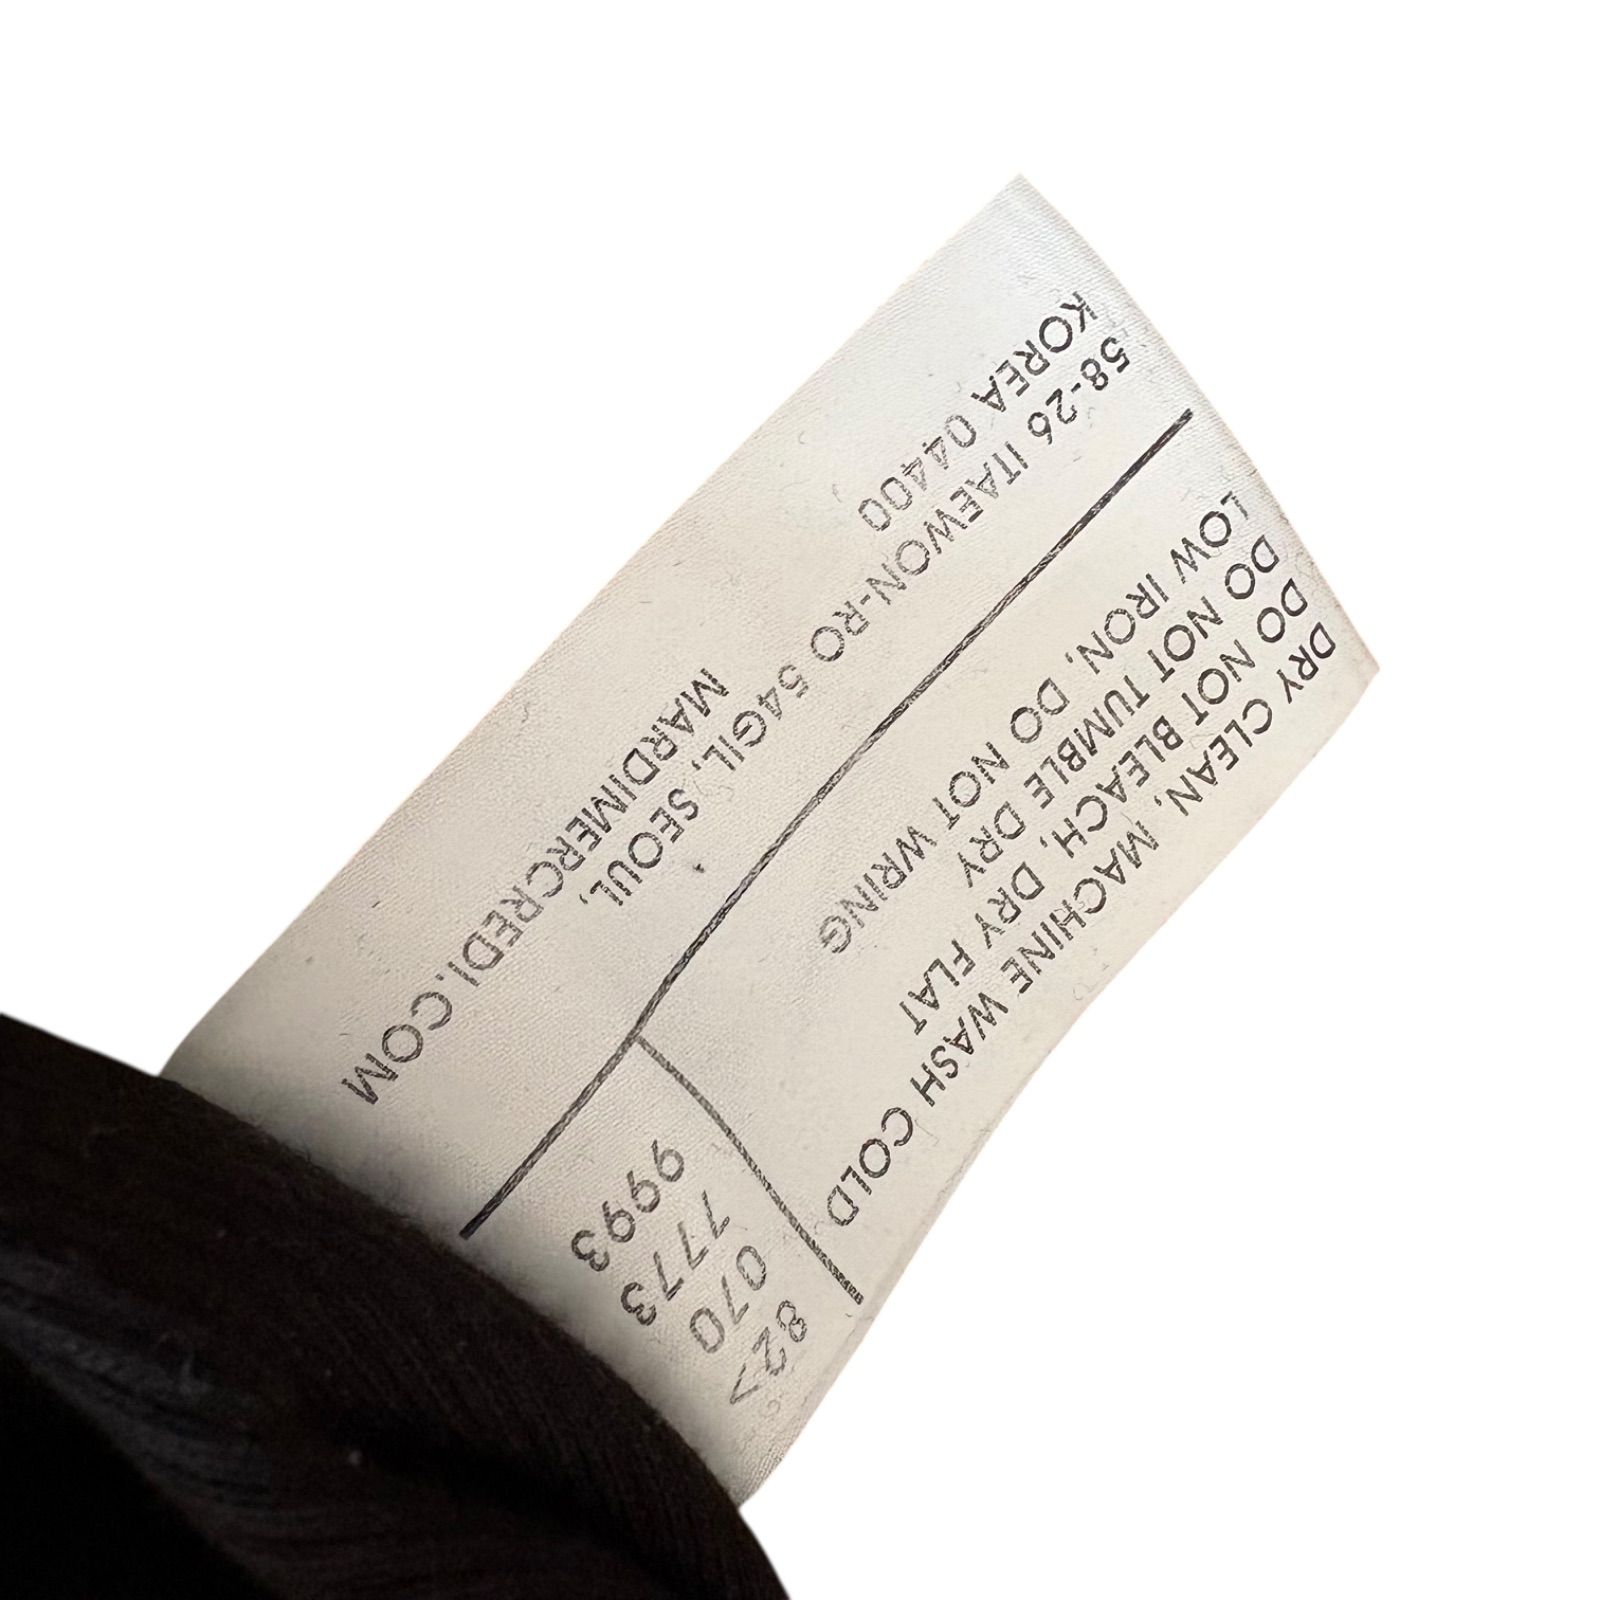 DRY CLEAN, MACHINE WASH COLD
DO NOT BLEACH, DRY FLAT
DO NOT TUMBLE DRY
LOW IRON, DO NOT WRING
82>
070
7773
9993
58-26 ITAEWON-RO 54GIL, SEOUL,
KOREA 04400 MARDIMERCREDI.COM